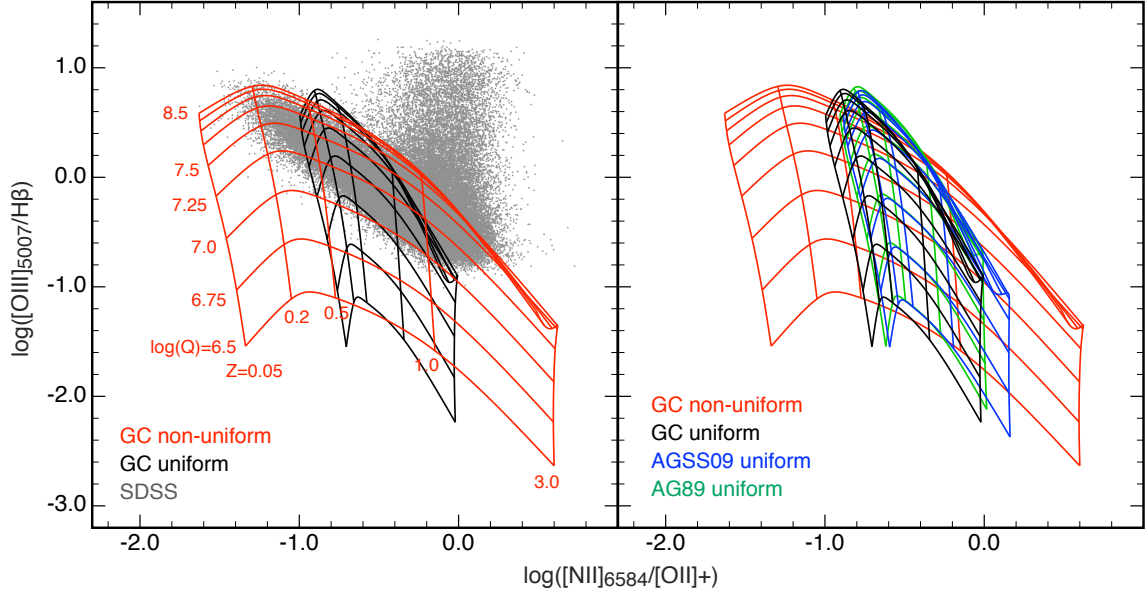 log([OIII]5007/Hβ)
1.0
0.0
-1.0
-2.0
-3.0
8.5
7.5
7.25
7.0
6.75
log(Q)=6.5
Z=0.05
0.2
0.5
1.0
3.0
GC non-uniform
GC uniform
SDSS
-2.0 -1.0 0.0
GC non-uniform
GC uniform
AGSS09 uniform
AG89 uniform
-2.0 -1.0 0.0
log([NII]6584/[OII]+)